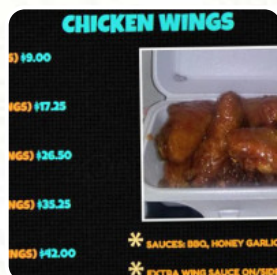 CHICKEN WINGS
S) $9.00
NGS) $17.25
NGS) $26.50
NGS) $35.25
NGS) $42.00
* SAUCES: BBQ, HONEY GARLIC
* EXTRA WING SAUCE ON/SIDE